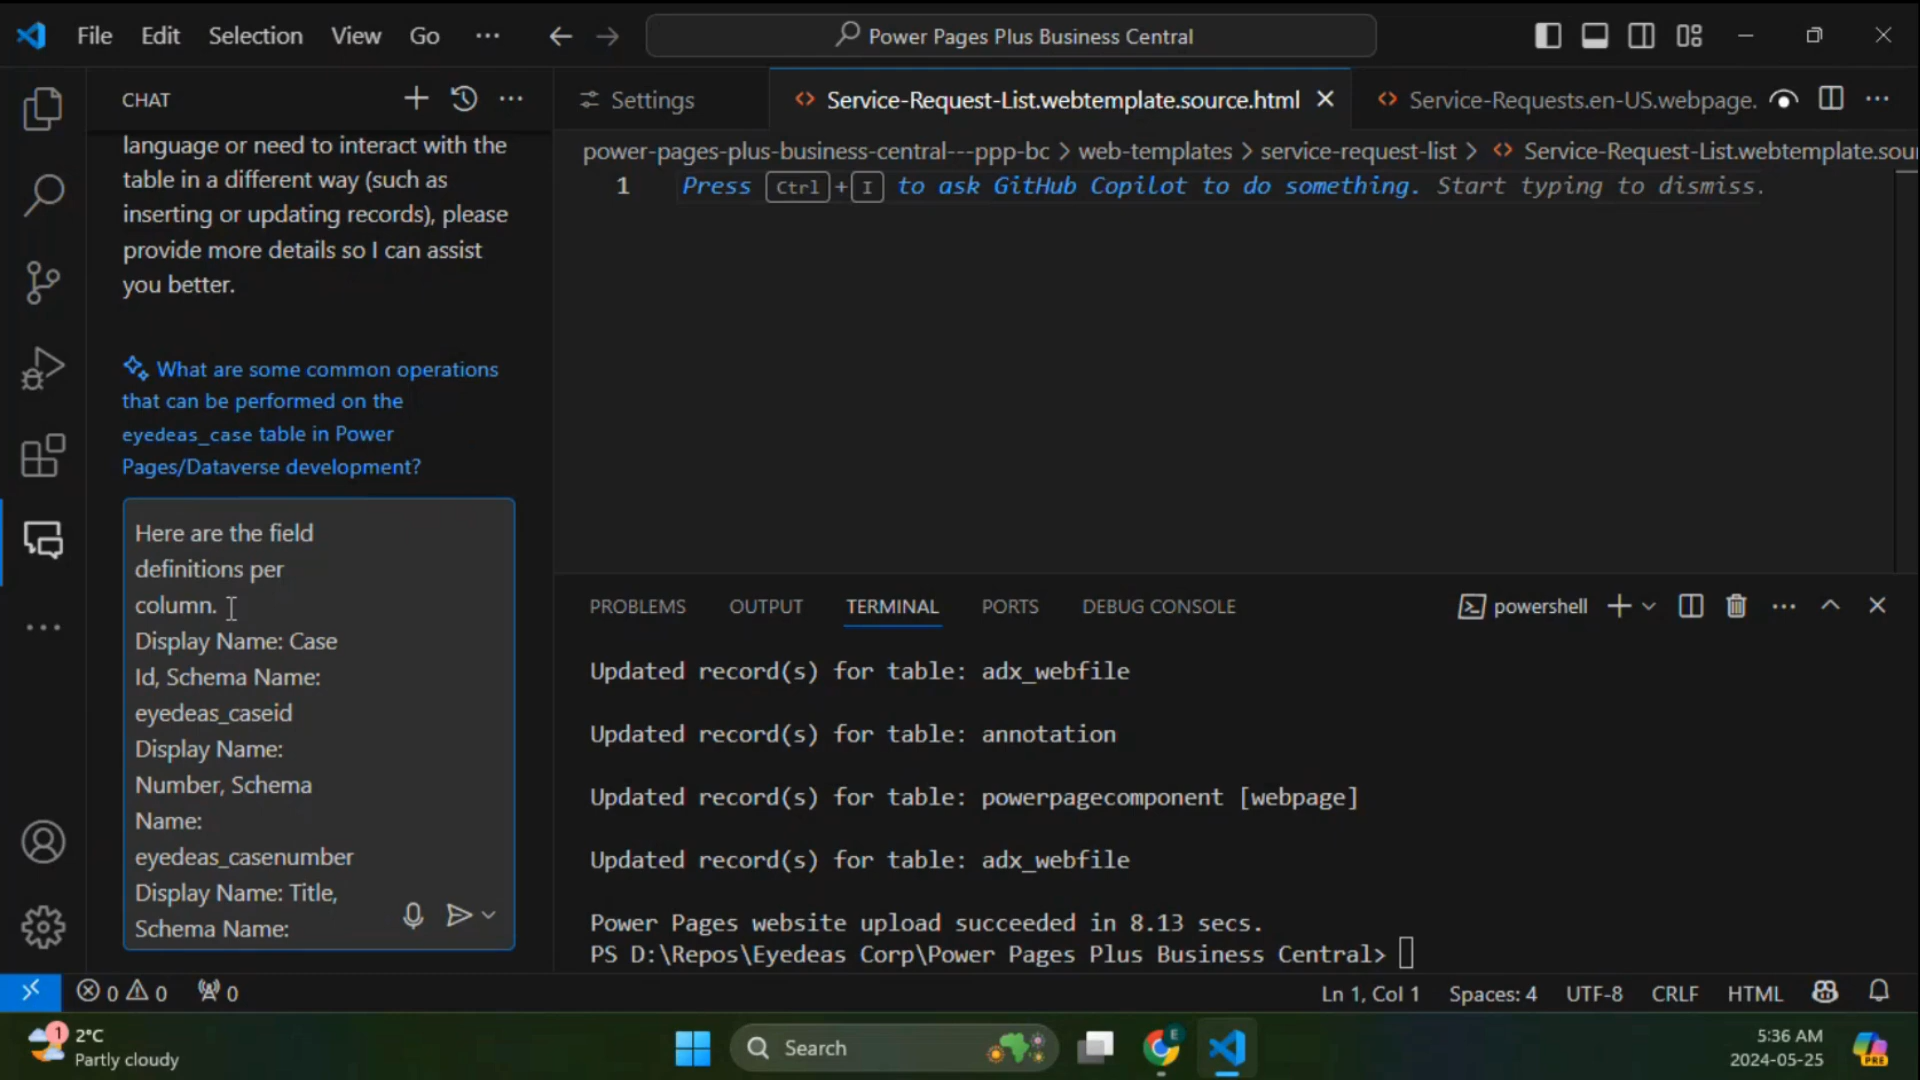 File Edit Selection View Go ··· Power Pages Plus Business Central
CHAT
Settings
Service-Request-List.webtemplate.source.html
Service-Requests.en-US.webpage.
power-pages-plus-business-central---ppp-bc > web-templates > service-request-list > Service-Request-List.webtemplate.sour
1 Press Ctrl + I to ask GitHub Copilot to do something. Start typing to dismiss.
language or need to interact with the
table in a different way (such as
inserting or updating records), please
provide more details so I can assist
you better.
What are some common operations
that can be performed on the
eyedeas_case table in Power
Pages/Dataverse development?
Here are the field
definitions per
column.
Display Name: Case
Id, Schema Name:
eyedeas_caseid
Display Name:
Number, Schema
Name:
eyedeas_casenumber
Display Name: Title,
Schema Name:
PROBLEMS OUTPUT TERMINAL PORTS DEBUG CONSOLE powershell
Updated record(s) for table: adx_webfile
Updated record(s) for table: annotation
Updated record(s) for table: powerpagecomponent [webpage]
Updated record(s) for table: adx_webfile
Power Pages website upload succeeded in 8.13 secs.
PS D:\Repos\Eyedeas Corp\Power Pages Plus Business Central>
0 0 0 Ln 1, Col 1 Spaces: 4 UTF-8 CRLF HTML
1 2°C
Partly cloudy
Search
E
5:36 AM
2024-05-25
PRE